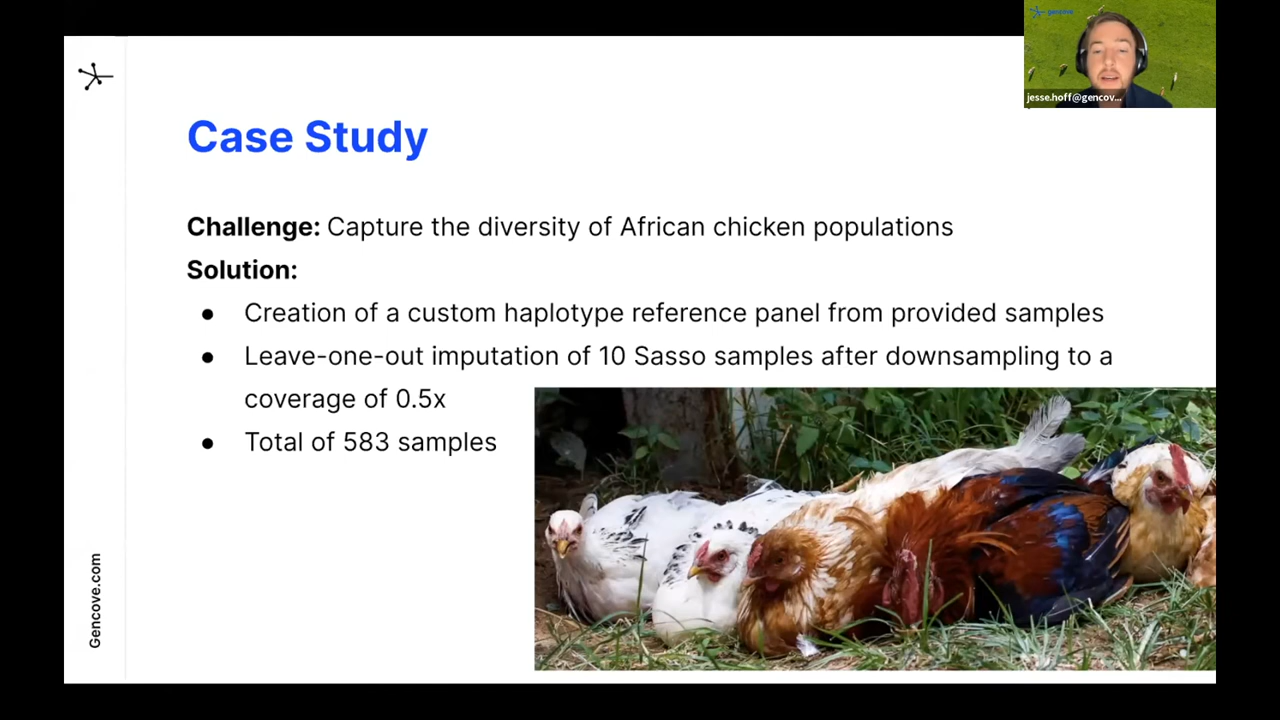 gencove
jesse.hoff@gencov...
Case Study
Challenge: Capture the diversity of African chicken populations
Solution:
● Creation of a custom haplotype reference panel from provided samples
● Leave-one-out imputation of 10 Sasso samples after downsampling to a
coverage of 0.5x
● Total of 583 samples
Gencove.com